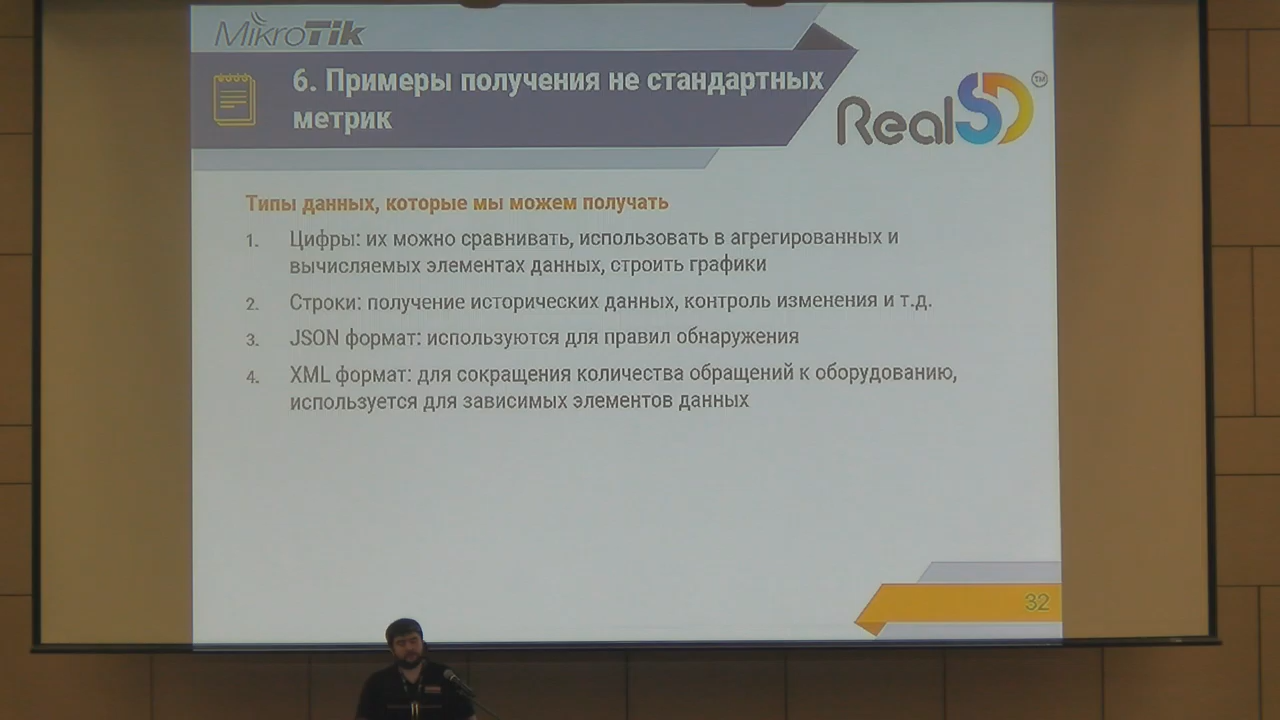 MikroTik
6. Примеры получения не стандартных
метрик
RealSD TM
Типы данных, которые мы можем получать
1. Цифры: их можно сравнивать, использовать в агрегированных и
вычисляемых элементах данных, строить графики
2. Строки: получение исторических данных, контроль изменения и т.д.
3. JSON формат: используются для правил обнаружения
4. XML формат: для сокращения количества обращений к оборудованию,
используется для зависимых элементов данных
32